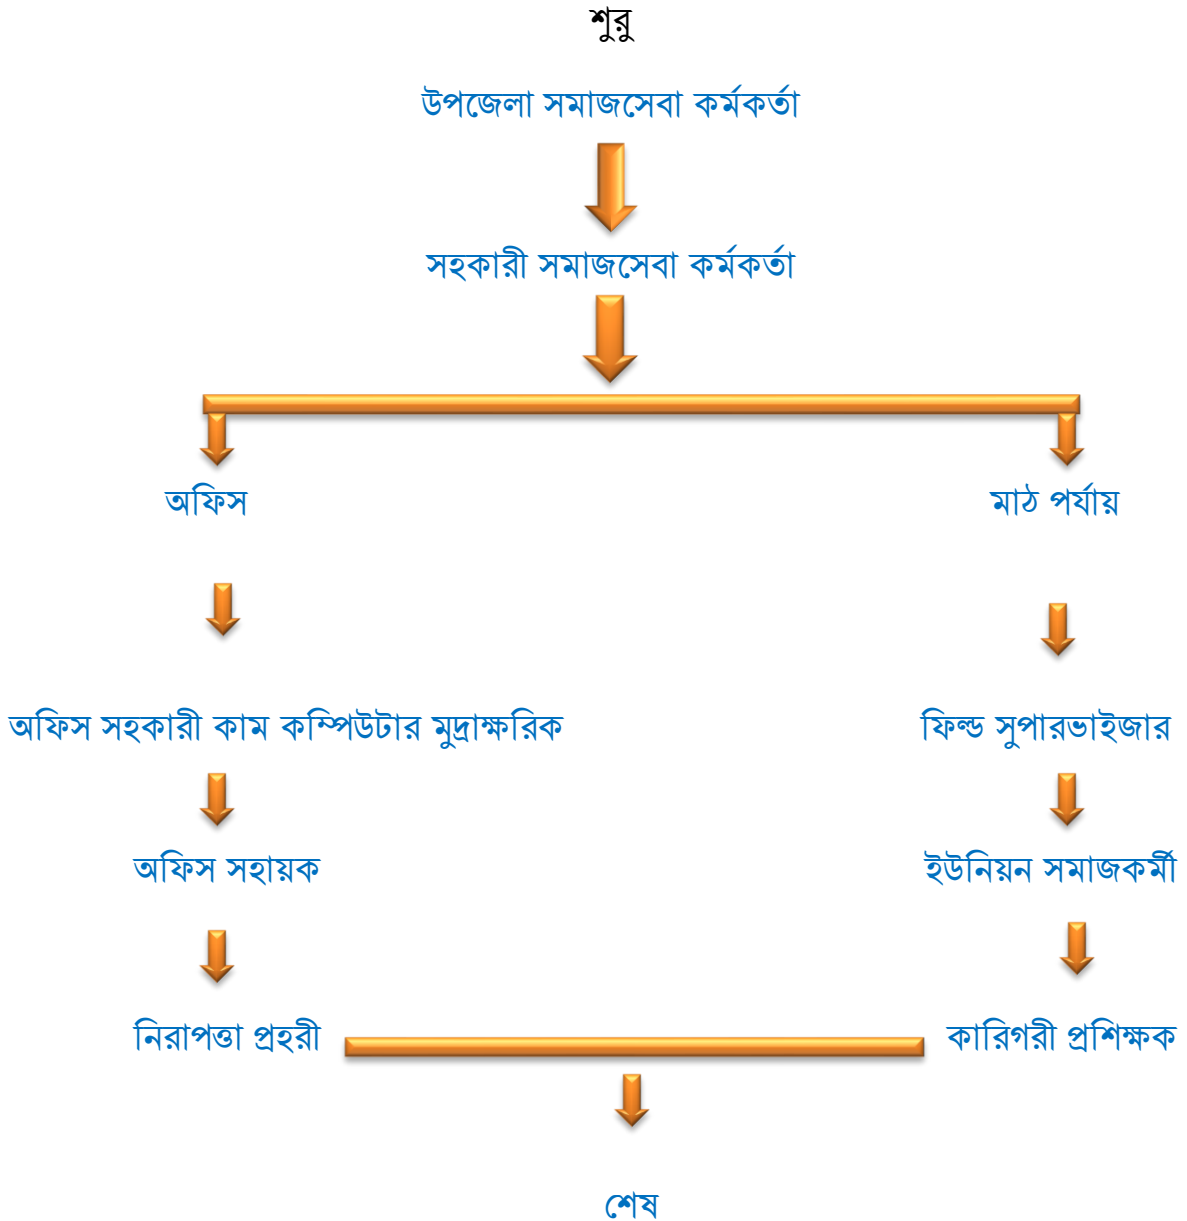 শুরু
উপজেলা সমাজসেবা কর্মকর্তা
সহকারী সমাজসেবা কর্মকর্তা
অফিস
মাঠ পর্যায়
অফিস সহকারী কাম কম্পিউটার মুদ্রাক্ষরিক
ফিল্ড সুপারভাইজার
অফিস সহায়ক
ইউনিয়ন সমাজকর্মী
নিরাপত্তা প্রহরী
কারিগরী প্রশিক্ষক
শেষ